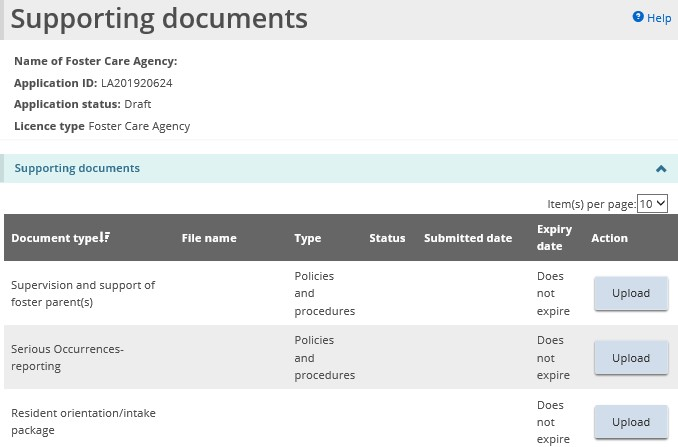 Supporting documents
Help
Name of Foster Care Agency:
Application ID: LA201920624
Application status: Draft
Licence type Foster Care Agency
Supporting documents
Item(s) per page: 10
Document type File name Type Status Submitted date Expiry date Action
Supervision and support of foster parent(s) Policies and procedures Does not expire Upload
Serious Occurrences-reporting Policies and procedures Does not expire Upload
Resident orientation/intake package Does not expire Upload